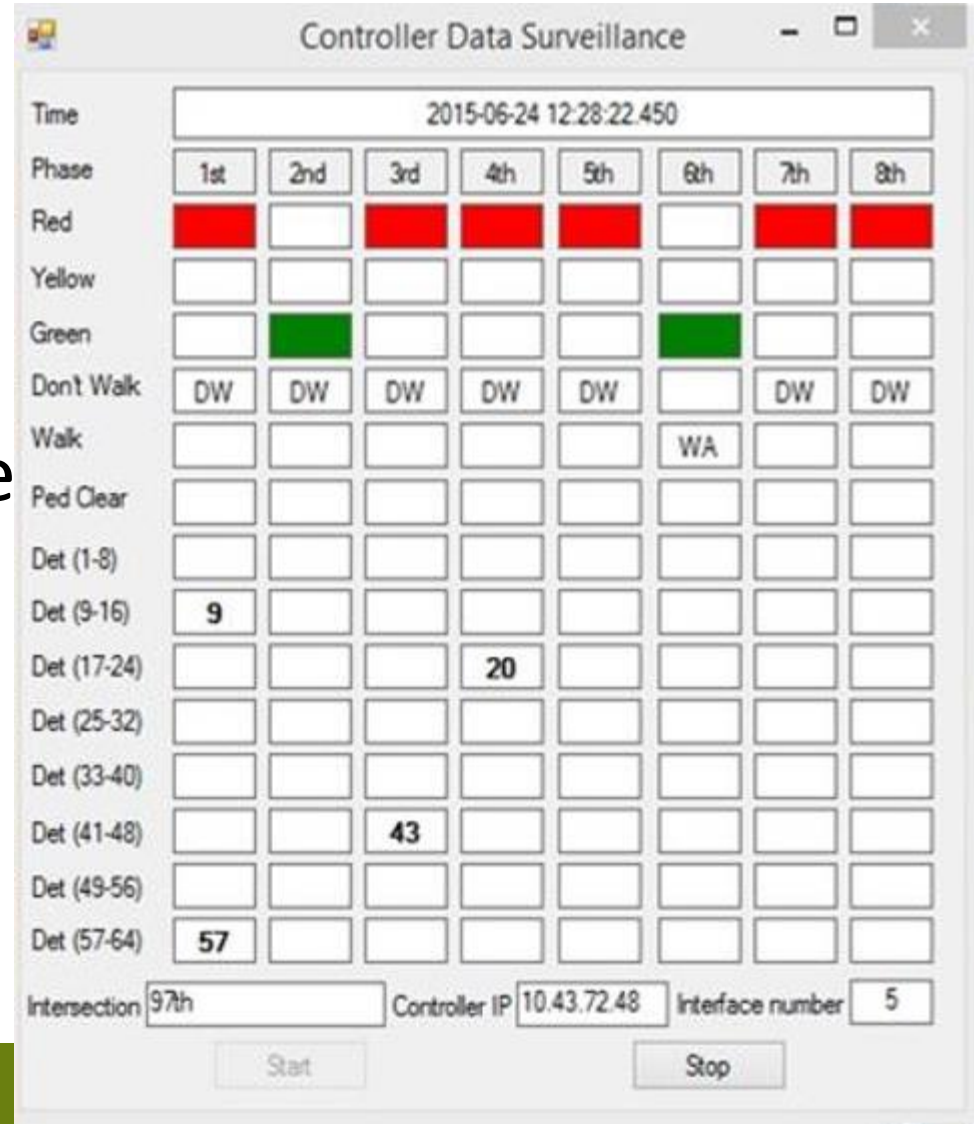 Controller Data Surveillance
Time 2015-06-24 12:28:22.450
Phase 1st 2nd 3rd 4th 5th 6th 7th 8th
Red
Yellow
Green
Don't Walk DW DW DW DW DW DW DW
Walk WA
e
Ped Clear
Det (1-8)
Det (9-16) 9
Det (17-24) 20
Det (25-32)
Det (33-40)
Det (41-48) 43
Det (49-56)
Det (57-64) 57
Intersection 97th Controller IP 10.43.72.48 Interface number 5
Start Stop